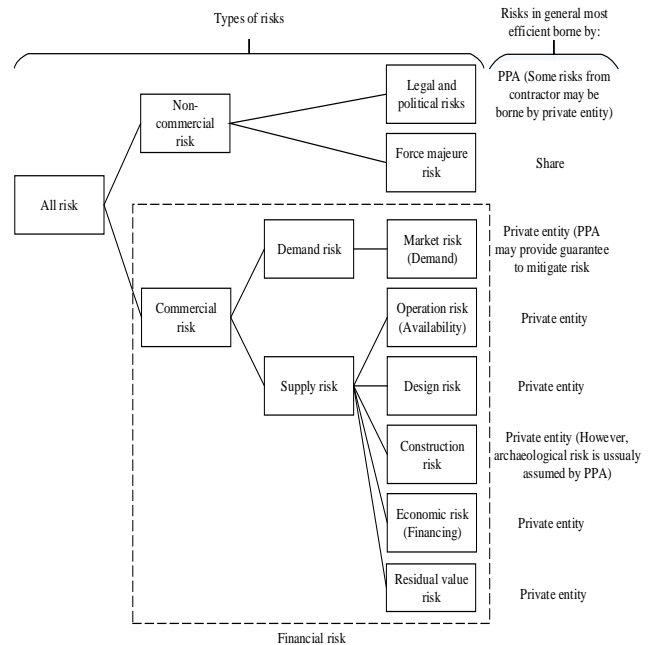 Types of risks
Risks in general most
efficient borne by:
Legal and
political risks
PPA (Some risks from
contractor may be
borne by private entity)
Non-
commercial
risk
Force majeure
risk
Share
All risk
Demand risk
Market risk
(Demand)
Private entity (PPA
may provide guarantee
to mitigate risk
Commercial
risk
Operation risk
(Availability)
Private entity
Supply risk
Design risk
Private entity
Construction
risk
Private entity (However,
archaeological risk is usualy
assumed by PPA)
Economic risk
(Financing)
Private entity
Residual value
risk
Private entity
Financial risk